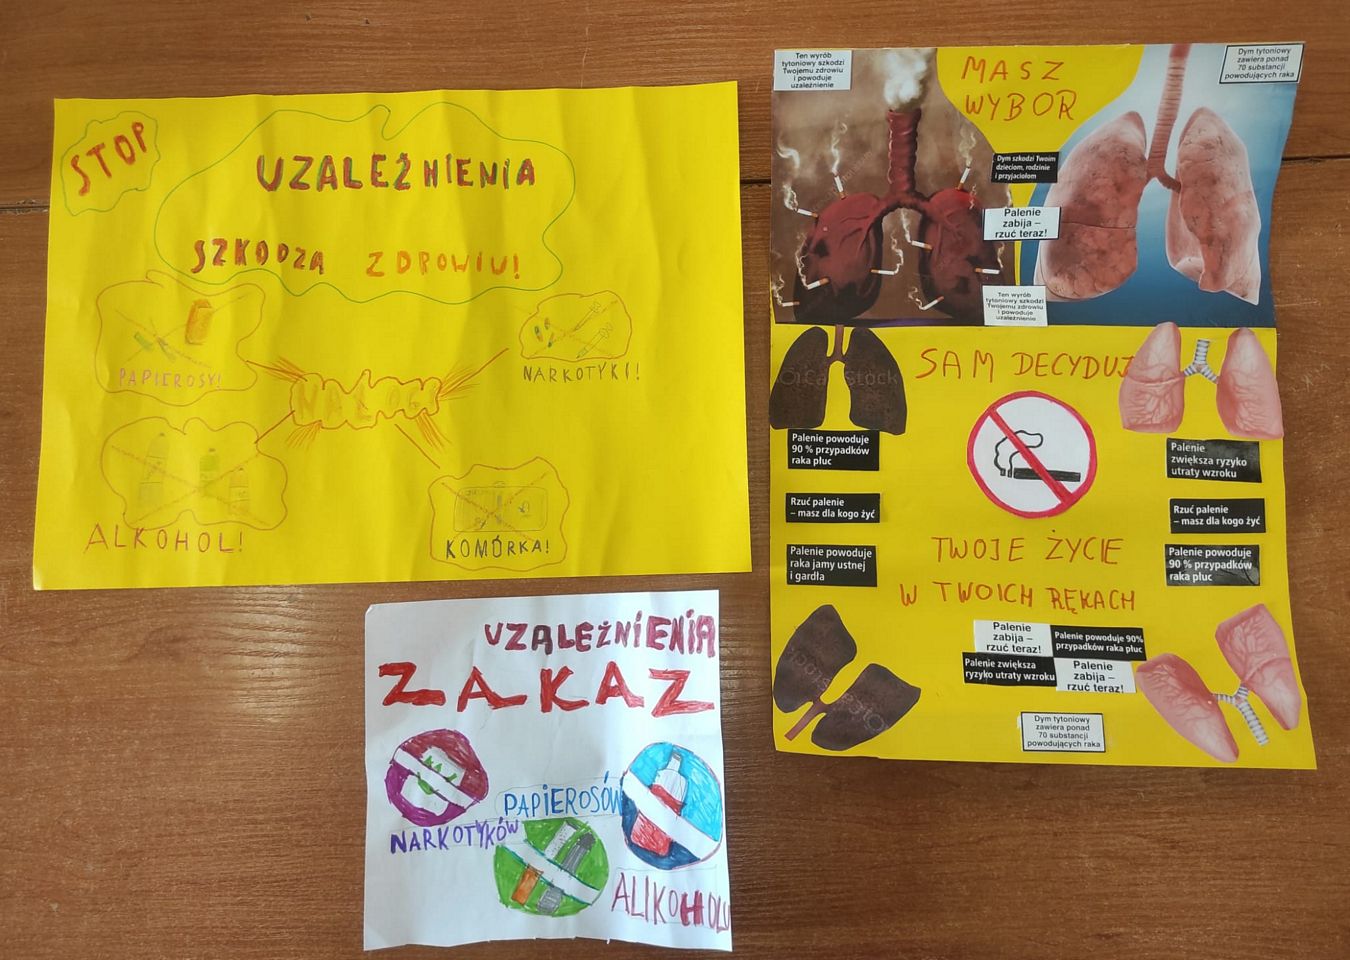 STOP
UZALEŻNIENIA
SZKODZĄ ZDROWIU!
PAPIEROSY!
NARKOTYKI!
NAŁOGI
ALKOHOL!
KOMÓRKA!
UZALEŻNIENIA
ZAKAZ
NARKOTYKÓW
PAPIEROSÓW
ALIKOHOLU
Ten wyrób
tytoniowy szkodzi
Twojemu zdrowiu
i powoduje
uzależnienie
MASZ
WYBÓR
Dym tytoniowy
zawiera ponad
70 substancji
powodujących raka
Dym szkodzi Twoim
dzieciom, rodzinie
i przyjaciołom
Palenie
zabija –
rzuć teraz!
Ten wyrób
tytoniowy szkodzi
Twojemu zdrowiu
i powoduje
uzależnienie
SAM DECYDUJ
Palenie powoduje
90 % przypadków
raka płuc
Palenie
zwiększa ryzyko
utraty wzroku
Rzuć palenie
– masz dla kogo żyć
Rzuć palenie
– masz dla kogo żyć
Palenie powoduje
raka jamy ustnej
i gardła
Palenie powoduje
90 % przypadków
raka płuc
TWOJE ŻYCIE
W TWOICH RĘKACH
Palenie
zabija –
rzuć teraz!
Palenie powoduje 90%
przypadków raka płuc
Palenie zwiększa
ryzyko utraty wzroku
Palenie
zabija –
rzuć teraz!
Dym tytoniowy
zawiera ponad
70 substancji
powodujących raka